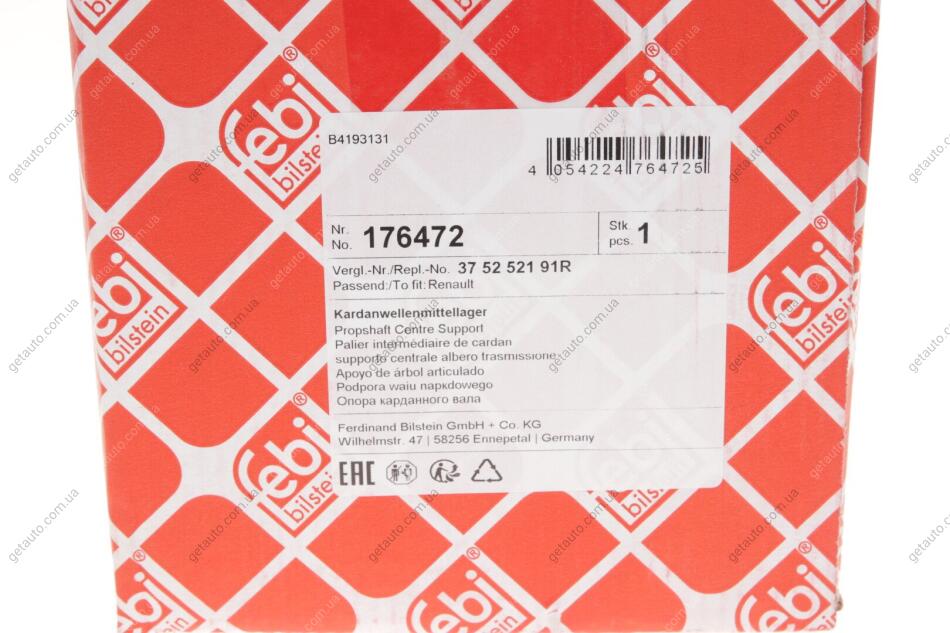 B4193131
4 054224 764725
Nr.
No. 176472
Stk.
pcs. 1
Vergl.-Nr./Repl.-No. 37 52 521 91R
Passend:/To fit: Renault
Kardanwellenmittellager
Propshaft Centre Support
Palier intermédiaire de cardan
supporto centrale albero trasmissione
Apoyo de árbol articulado
Podpora wału napędowego
Опора карданного вала
Ferdinand Bilstein GmbH + Co. KG
Wilhelmstr. 47 | 58256 Ennepetal | Germany
EAC
febi®
bilstein
getauto.com.ua